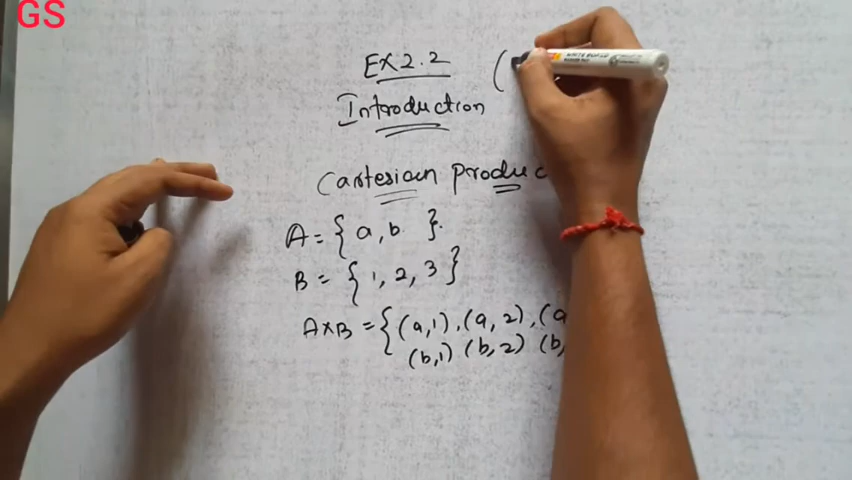 GS
EX 2.2 (
Introduction
Cartesian Produc
A = { a, b. }.
B = { 1, 2, 3 }
A×B = { (a,1), (a, 2), (a
(b,1) (b, 2) (b,